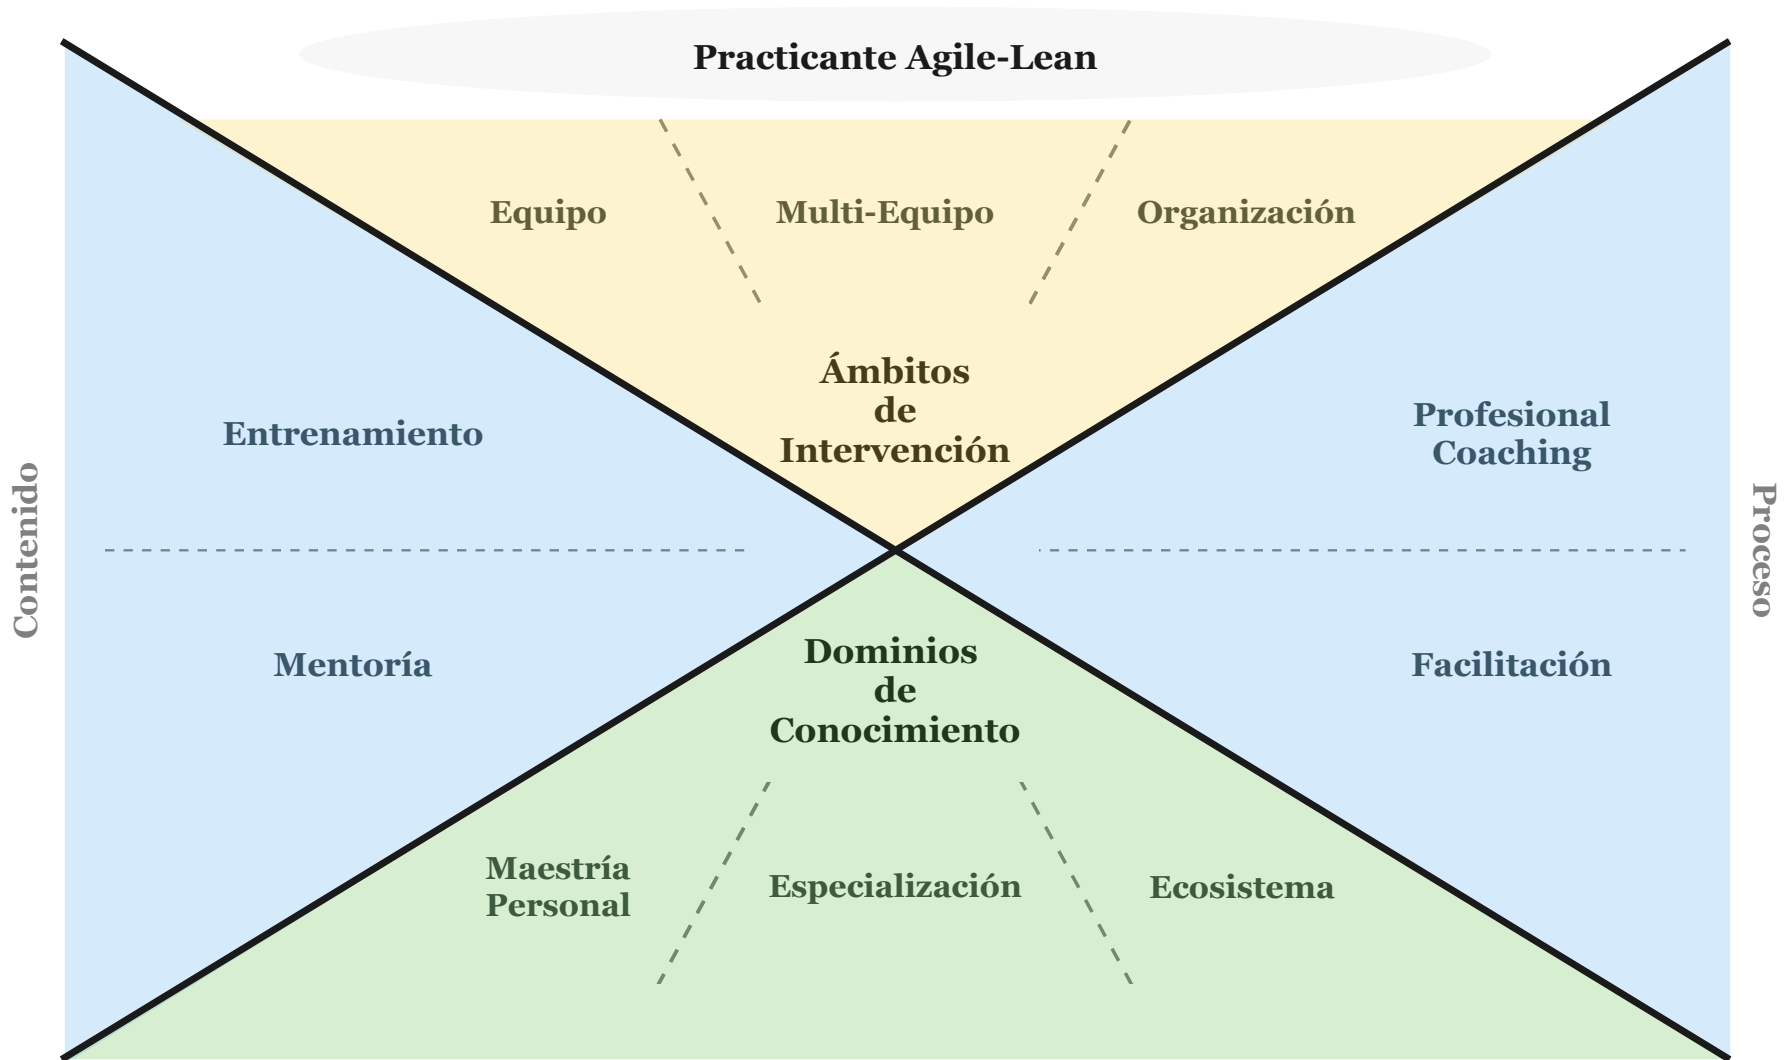 Practicante Agile-Lean
Equipo
Multi-Equipo
Organización
Ámbitos
de
Intervención
Entrenamiento
Profesional
Coaching
Contenido
Proceso
Mentoría
Facilitación
Dominios
de
Conocimiento
Maestría
Personal
Especialización
Ecosistema